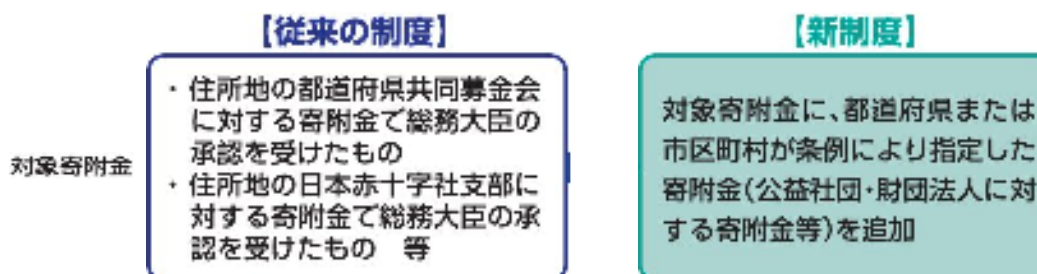 【従来の制度】
・住所地の都道府県共同募金会
に対する寄附金で総務大臣の
承認を受けたもの
・住所地の日本赤十字社支部に
対する寄附金で総務大臣の承
認を受けたもの　等
対象寄附金
【新制度】
対象寄附金に、都道府県または
市区町村が条例により指定した
寄附金(公益社団・財団法人に対
する寄附金等)を追加